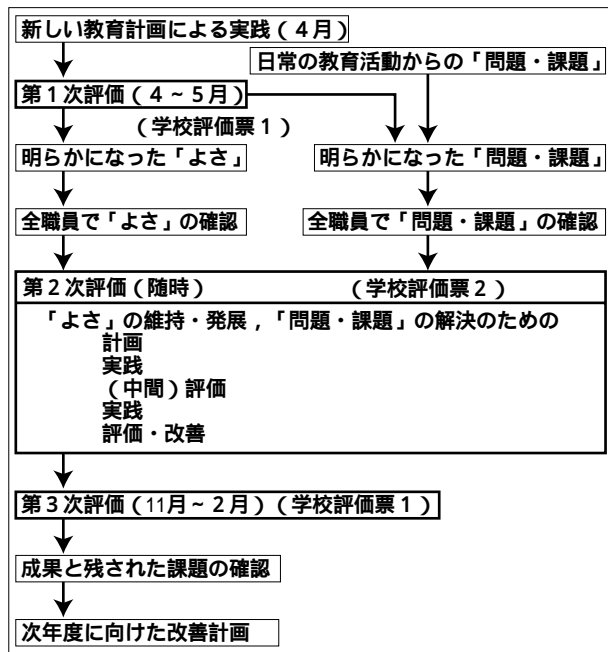 新しい教育計画による実践（４月）
日常の教育活動からの「問題・課題」
第１次評価（４～５月）
（学校評価票１）
明らかになった「よさ」
明らかになった「問題・課題」
全職員で「よさ」の確認
全職員で「問題・課題」の確認
第２次評価（随時）
（学校評価票２）
「よさ」の維持・発展，「問題・課題」の解決のための
計画
実践
（中間）評価
実践
評価・改善
第３次評価（11月～２月）（学校評価票１）
成果と残された課題の確認
次年度に向けた改善計画